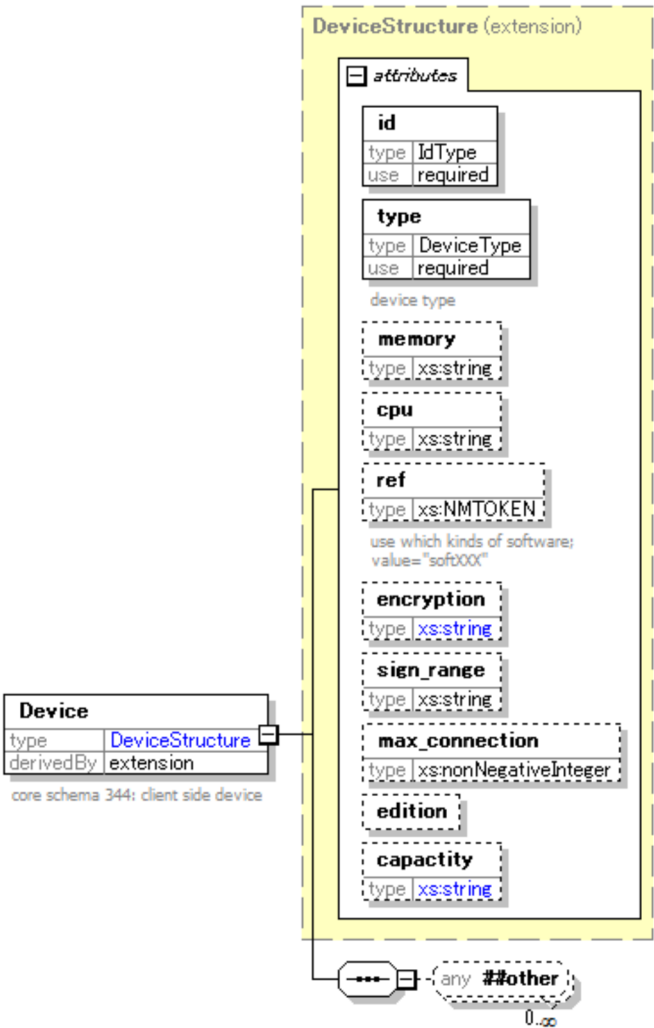 DeviceStructure (extension)
attributes
id
type IdType
use required
type
type DeviceType
use required
device type
memory
type xs:string
cpu
type xs:string
ref
type xs:NMTOKEN
use which kinds of software;
value="softXXX"
encryption
type xs:string
sign_range
type xs:string
max_connection
type xs:nonNegativeInteger
edition
capactity
type xs:string
Device
type DeviceStructure
derivedBy extension
core schema 344: client side device
any ##other
0..∞